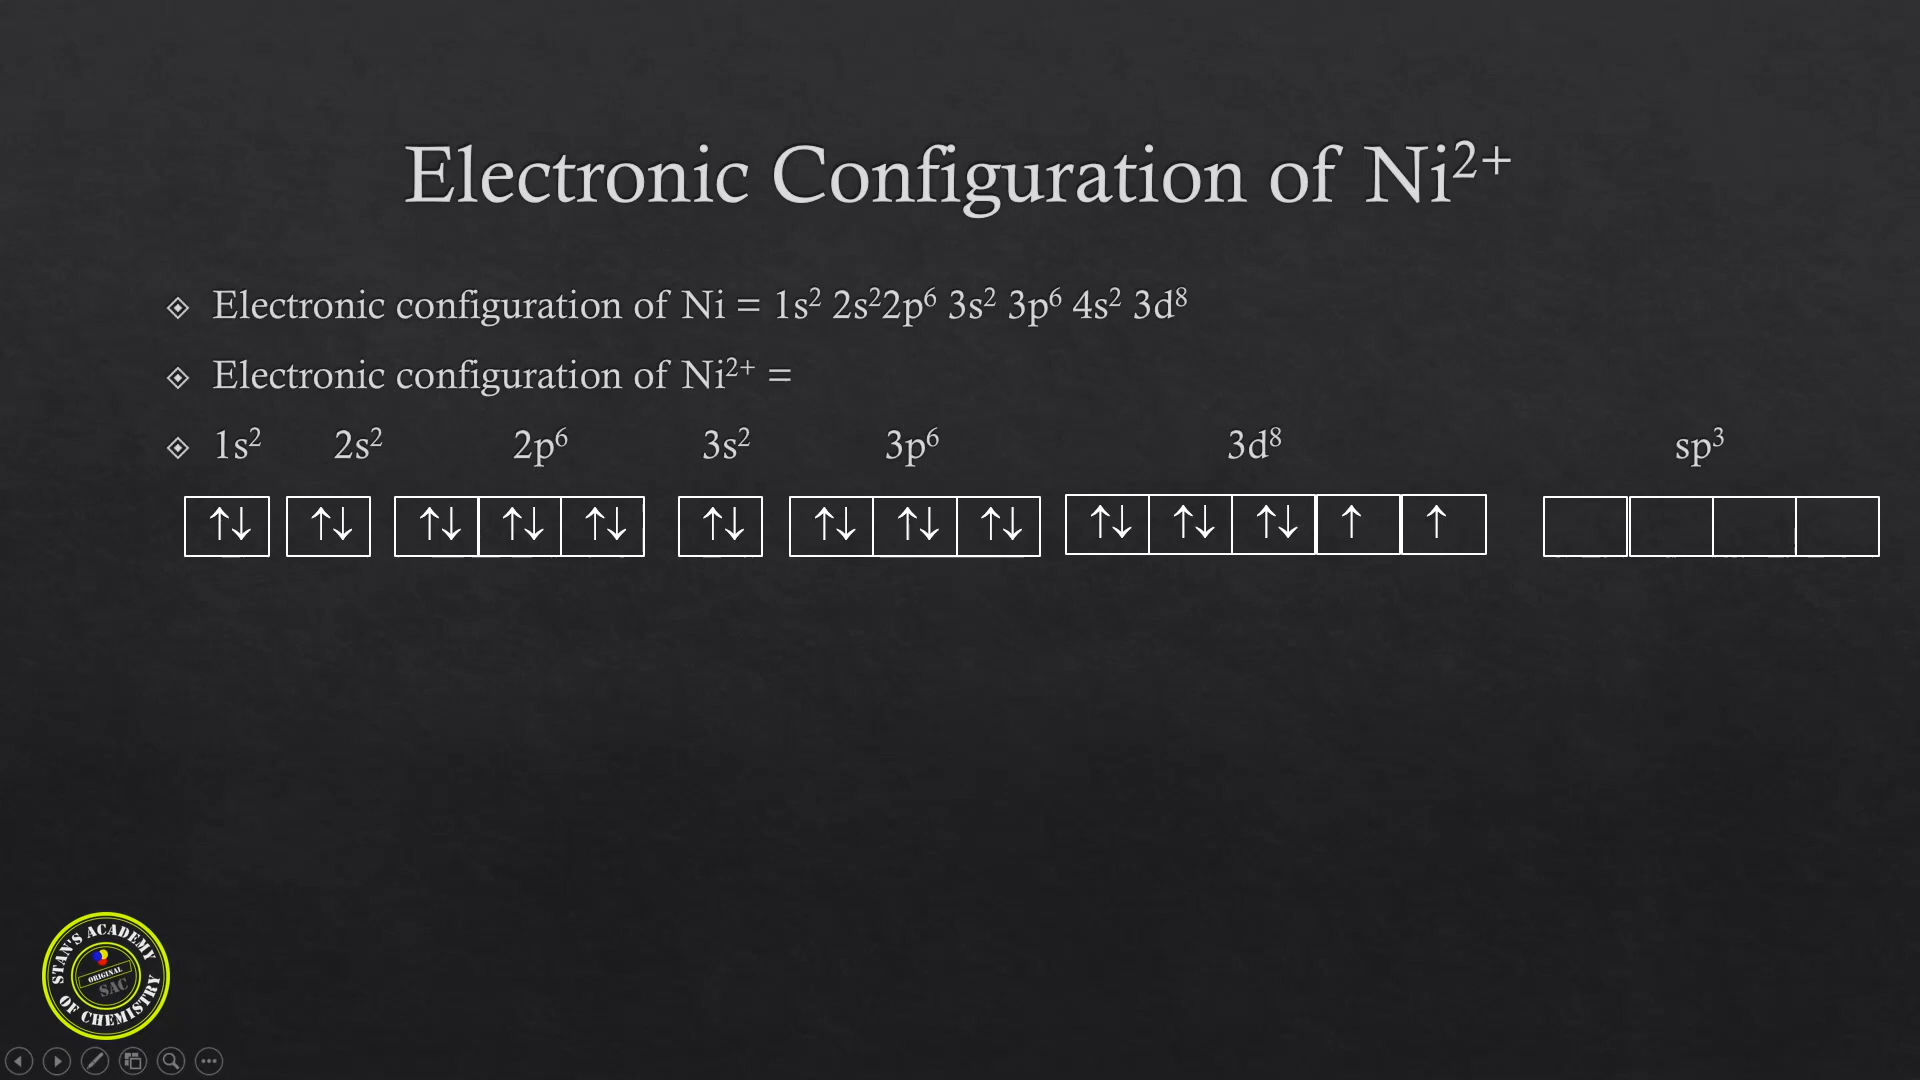 Electronic Configuration of Ni²⁺
Electronic configuration of Ni = 1s² 2s²2p⁶ 3s² 3p⁶ 4s² 3d⁸
Electronic configuration of Ni²⁺ =
1s² 2s² 2p⁶ 3s² 3p⁶ 3d⁸ sp³
↑↓ ↑↓ ↑↓ ↑↓ ↑↓ ↑↓ ↑↓ ↑↓ ↑↓ ↑↓ ↑↓ ↑↓ ↑ ↑
STAN'S ACADEMY
ORIGINAL
SAC
OF CHEMISTRY